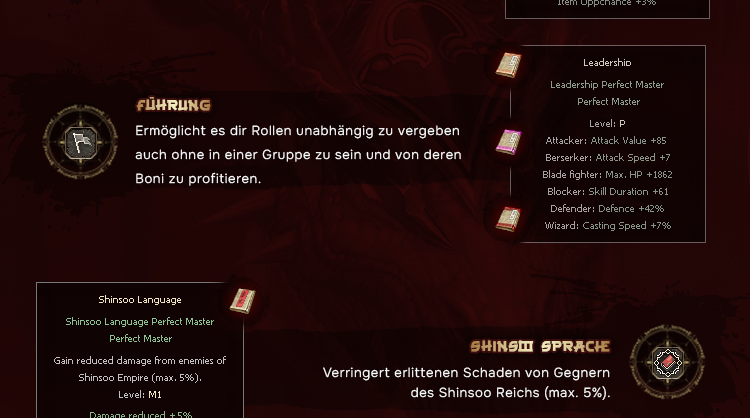 Item Uppchance +3%
Leadership
Leadership Perfect Master
Perfect Master
Level: P
Attacker: Attack Value +85
Berserker: Attack Speed +7
Blade fighter: Max. HP +1862
Blocker: Skill Duration +61
Defender: Defence +42%
Wizard: Casting Speed +7%
FÜHRUNG
Ermöglicht es dir Rollen unabhängig zu vergeben
auch ohne in einer Gruppe zu sein und von deren
Boni zu profitieren.
Shinsoo Language
Shinsoo Language Perfect Master
Perfect Master
Gain reduced damage from enemies of
Shinsoo Empire (max. 5%).
Level: M1
Damage reduced +5%
SHINSOO SPRACHE
Verringert erlittenen Schaden von Gegnern
des Shinsoo Reichs (max. 5%).